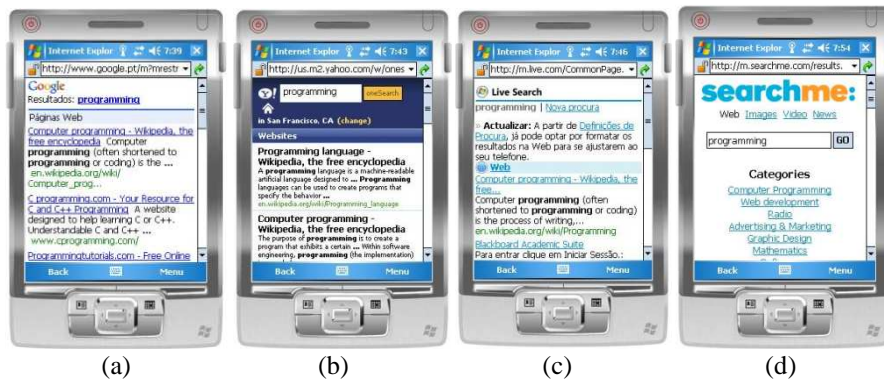 Internet Explor 7:39
http://www.google.pt/m?mrestr
Google
Resultados: programming
Páginas Web
Computer programming - Wikipedia, the
free encyclopedia Computer
programming (often shortened to
programming or coding) is the ...
en.wikipedia.org/wiki/
Computer_prog...
C programming.com - Your Resource for
C and C++ Programming A website
designed to help learning C or C++.
Understandable C and C++ ...
www.cprogramming.com/
Programmingtutorials.com - Free Online
Back Menu
(a)
Internet Explor 7:43
http://us.m2.yahoo.com/w/ones
Y! programming oneSearch
in San Francisco, CA (change)
Websites
Programming language -
Wikipedia, the free encyclopedia
A programming language is a machine-readable
artificial language designed to ... Programming
languages can be used to create programs that
specify the behavior ...
en.wikipedia.org/wiki/Programming_language
Computer programming -
Wikipedia, the free encyclopedia
The purpose of programming is to create a
program that exhibits a certain ... Within software
engineering, programming (the implementation)
Back Menu
(b)
Internet Explor 7:46
http://m.live.com/CommonPage.
Live Search
programming | Nova procura
» Actualizar: A partir de Definições de
Procura, já pode optar por formatar os
resultados na Web para se ajustarem ao
seu telefone.
Web
Computer programming - Wikipedia, the
free...
Computer programming (often
shortened to programming or coding)
is the process of writing,...
en.wikipedia.org/wiki/Programming
Blackboard Academic Suite
Para entrar clique em Iniciar Sessão.:
Back Menu
(c)
Internet Explor 7:54
http://m.searchme.com/results.
searchme:
Web Images Video News
programming GO
Categories
Computer Programming
Web development
Radio
Advertising & Marketing
Graphic Design
Mathematics
Back Menu
(d)